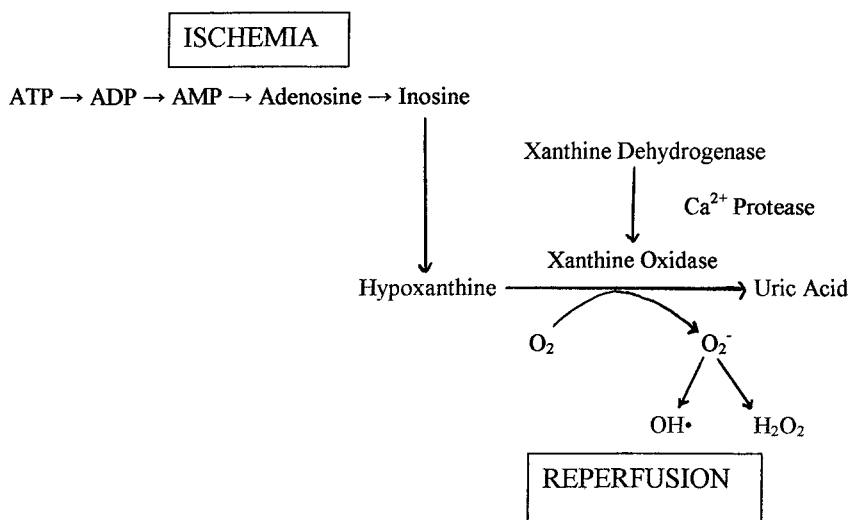 ISCHEMIA
ATP → ADP → AMP → Adenosine → Inosine
Xanthine Dehydrogenase
Ca²⁺ Protease
Xanthine Oxidase
Hypoxanthine
Uric Acid
O₂
O₂⁻
OH•
H₂O₂
REPERFUSION